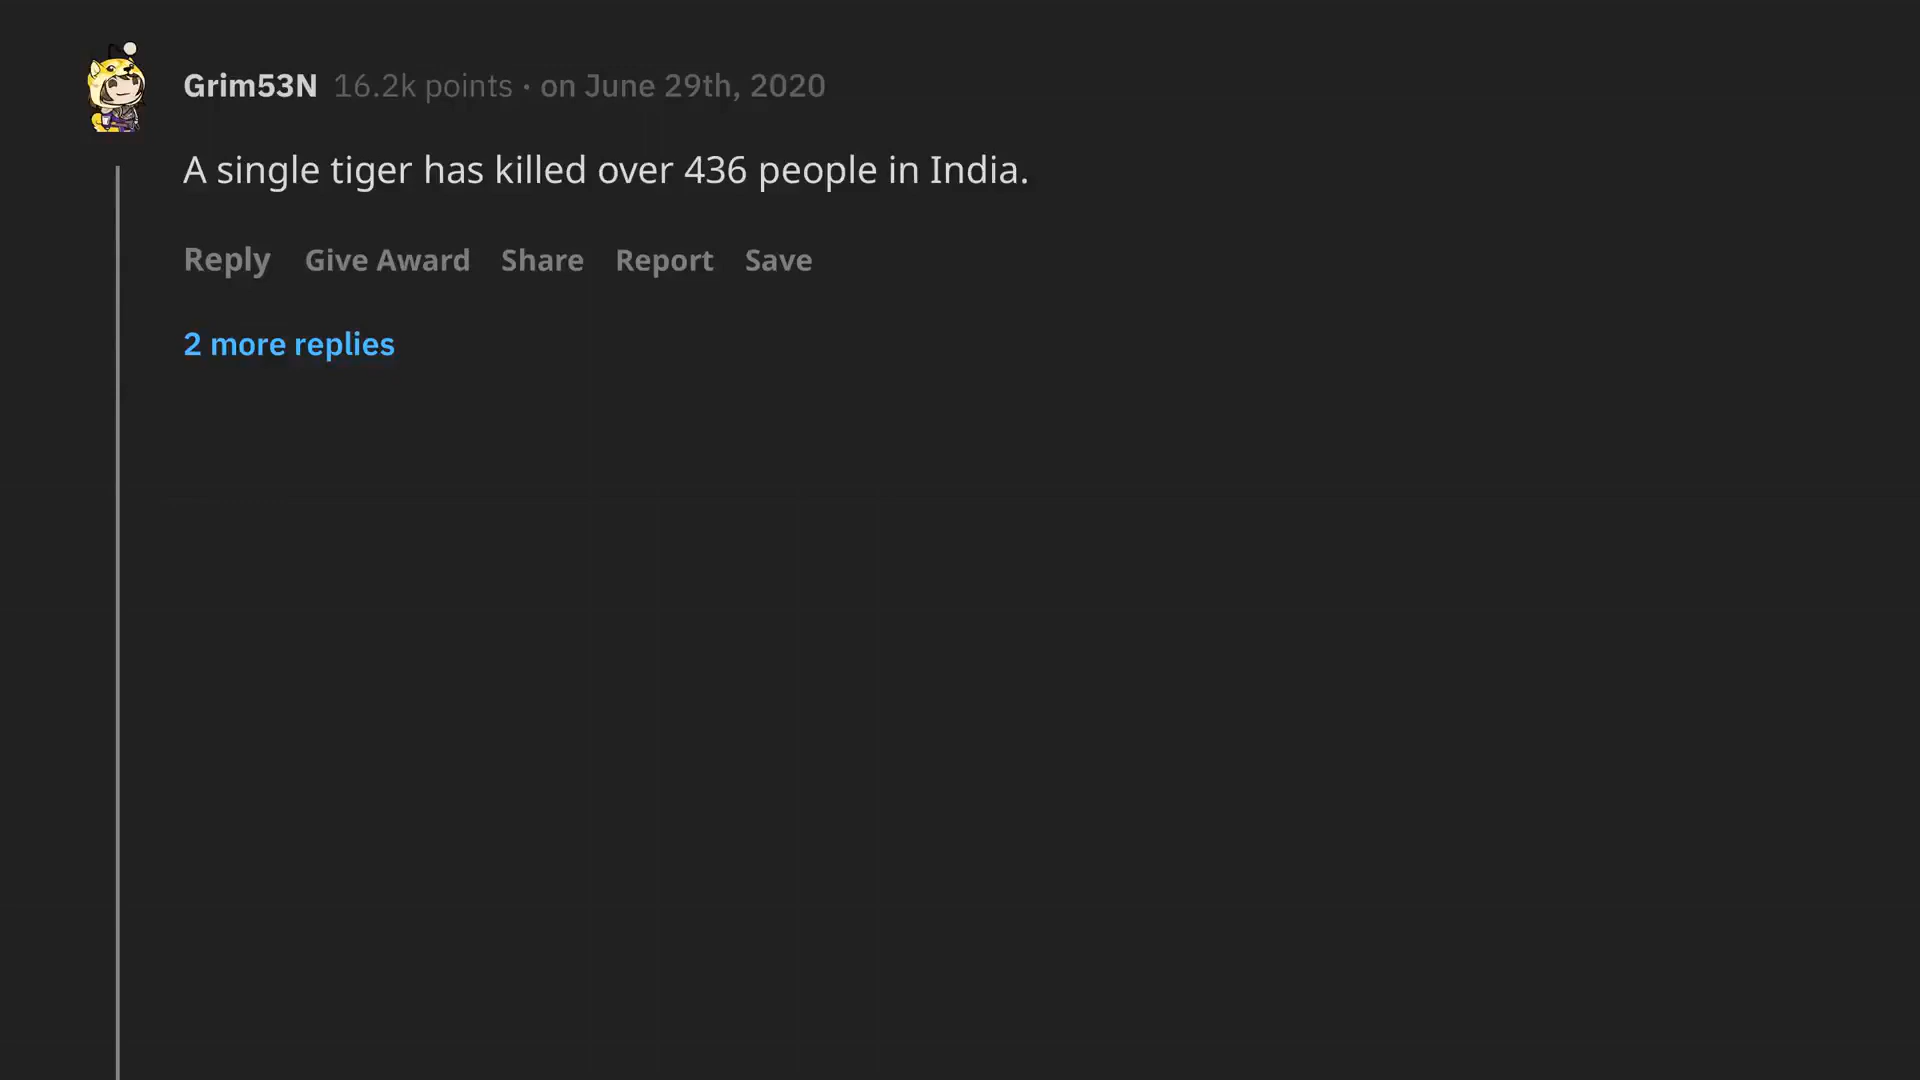 Grim53N 16.2k points · on June 29th, 2020
A single tiger has killed over 436 people in India.
Reply Give Award Share Report Save
2 more replies